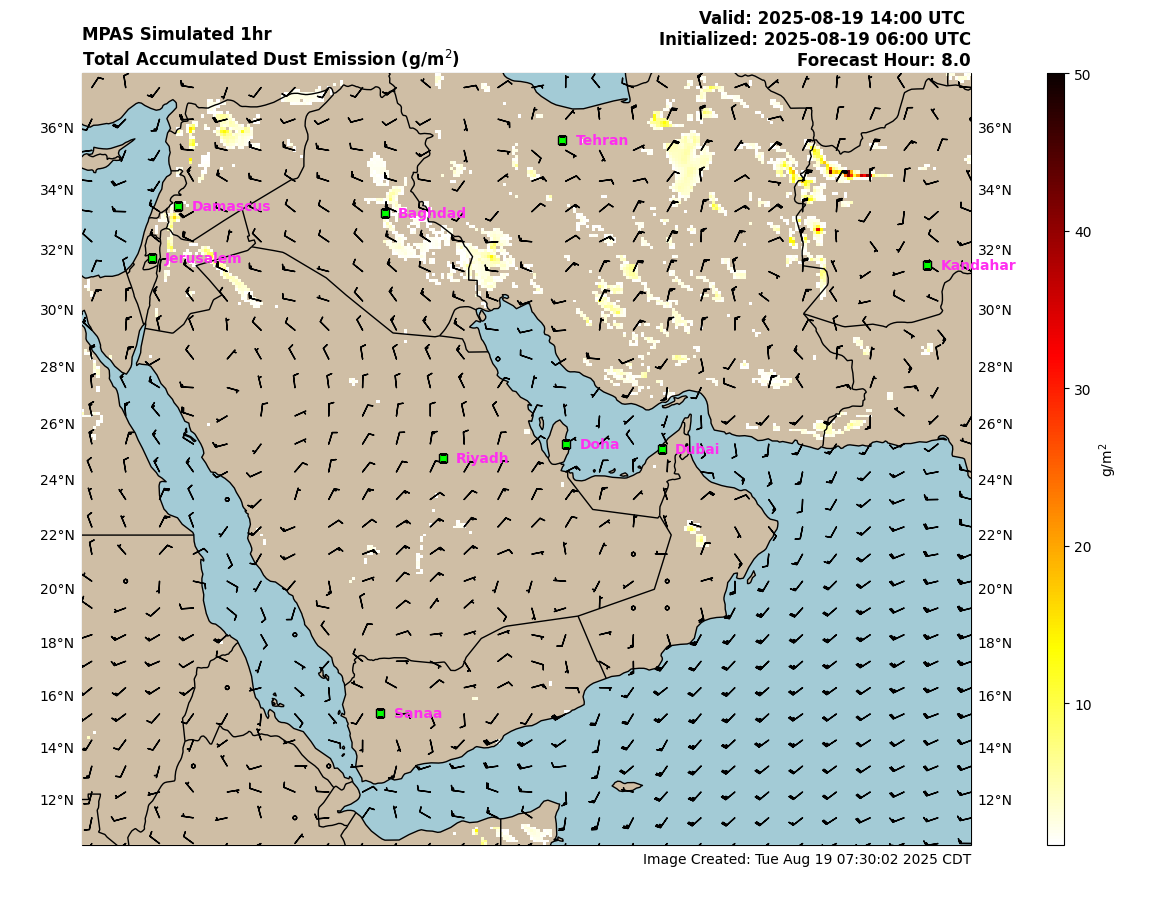 MPAS Simulated 1hr
Total Accumulated Dust Emission (g/m²)
Valid: 2025-08-19 14:00 UTC
Initialized: 2025-08-19 06:00 UTC
Forecast Hour: 8.0
36°N
34°N
32°N
30°N
28°N
26°N
24°N
22°N
20°N
18°N
16°N
14°N
12°N
Tehran
Damascus
Baghdad
Jerusalem
Kandahar
Doha
Dubai
Riyadh
Sanaa
36°N
34°N
32°N
30°N
28°N
26°N
24°N
22°N
20°N
18°N
16°N
14°N
12°N
50
40
30
20
10
g/m²
Image Created: Tue Aug 19 07:30:02 2025 CDT